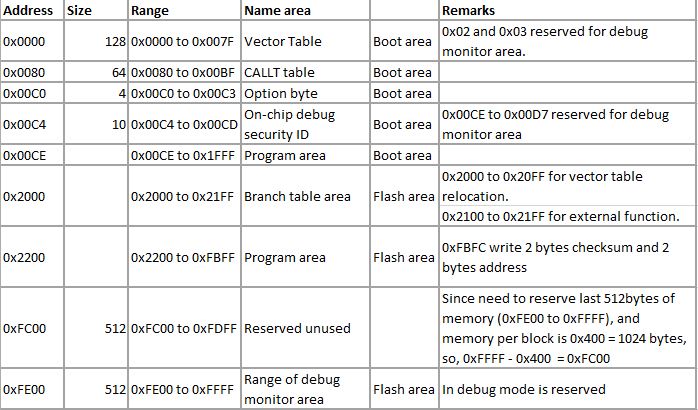 Address Size Range Name area Remarks
0x0000 128 0x0000 to 0x007F Vector Table Boot area 0x02 and 0x03 reserved for debug
monitor area.
0x0080 64 0x0080 to 0x00BF CALLT table Boot area
0x00C0 4 0x00C0 to 0x00C3 Option byte Boot area
0x00C4 10 0x00C4 to 0x00CD On-chip debug
security ID Boot area 0x00CE to 0x00D7 reserved for debug
monitor area
0x00CE 0x00CE to 0x1FFF Program area Boot area
0x2000 0x2000 to 0x21FF Branch table area Flash area 0x2000 to 0x20FF for vector table
relocation.
0x2100 to 0x21FF for external function.
0x2200 0x2200 to 0xFBFF Program area Flash area 0xFBFC write 2 bytes checksum and 2
bytes address
0xFC00 512 0xFC00 to 0xFDFF Reserved unused Since need to reserve last 512bytes of
memory (0xFE00 to 0xFFFF), and
memory per block is 0x400 = 1024 bytes,
so, 0xFFFF - 0x400 = 0xFC00
0xFE00 512 0xFE00 to 0xFFFF Range of debug
monitor area Flash area In debug mode is reserved